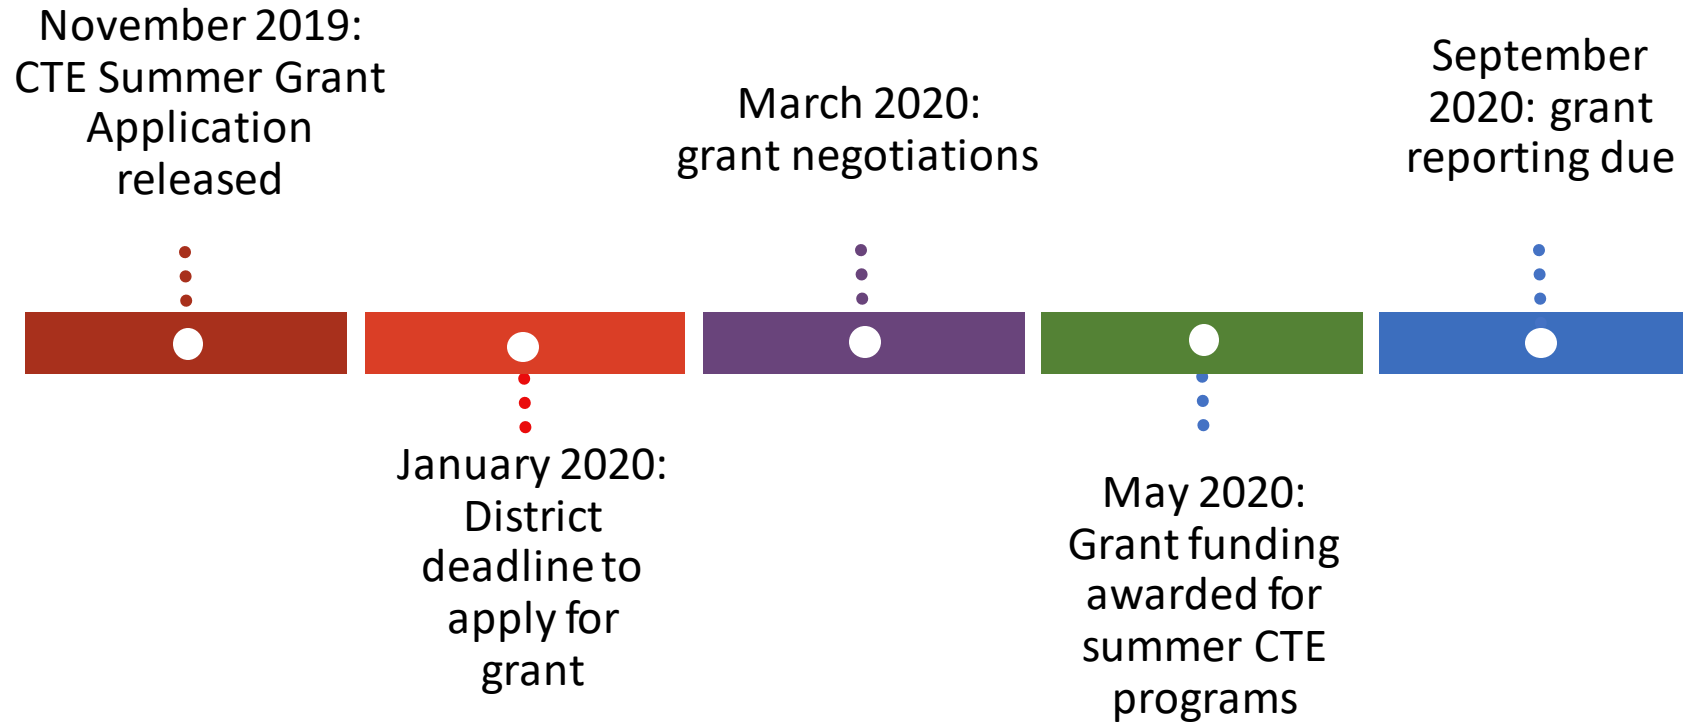 November 2019:
CTE Summer Grant
Application
released
January 2020:
District
deadline to
apply for
grant
March 2020:
grant negotiations
May 2020:
Grant funding
awarded for
summer CTE
programs
September
2020: grant
reporting due